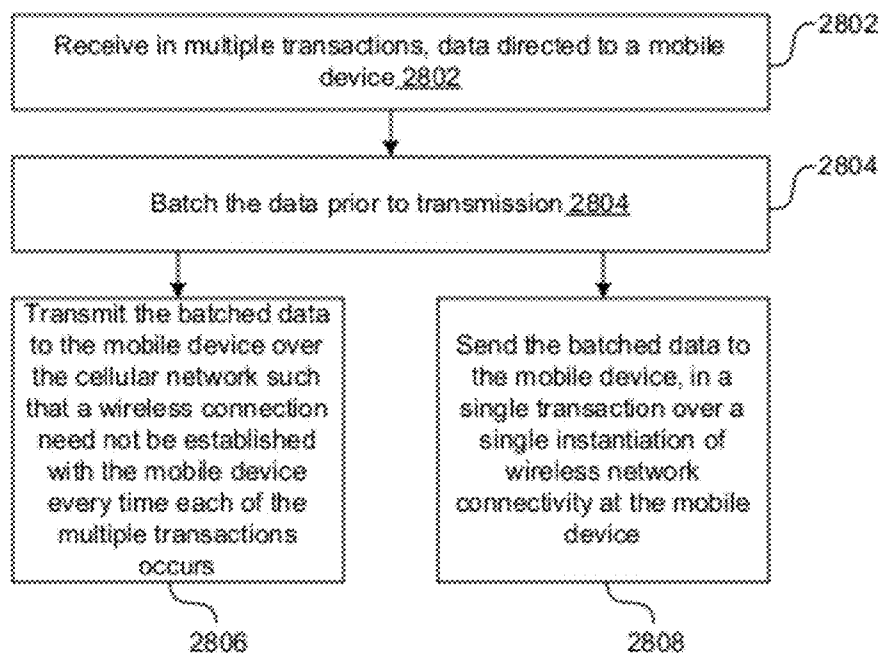 Receive in multiple transactions, data directed to a mobile
device 2802
2802
Batch the data prior to transmission 2804
2804
Transmit the batched data
to the mobile device over
the cellular network such
that a wireless connection
need not be established
with the mobile device
every time each of the
multiple transactions
occurs
2806
Send the batched data to
the mobile device, in a
single transaction over a
single instantiation of
wireless network
connectivity at the mobile
device
2808